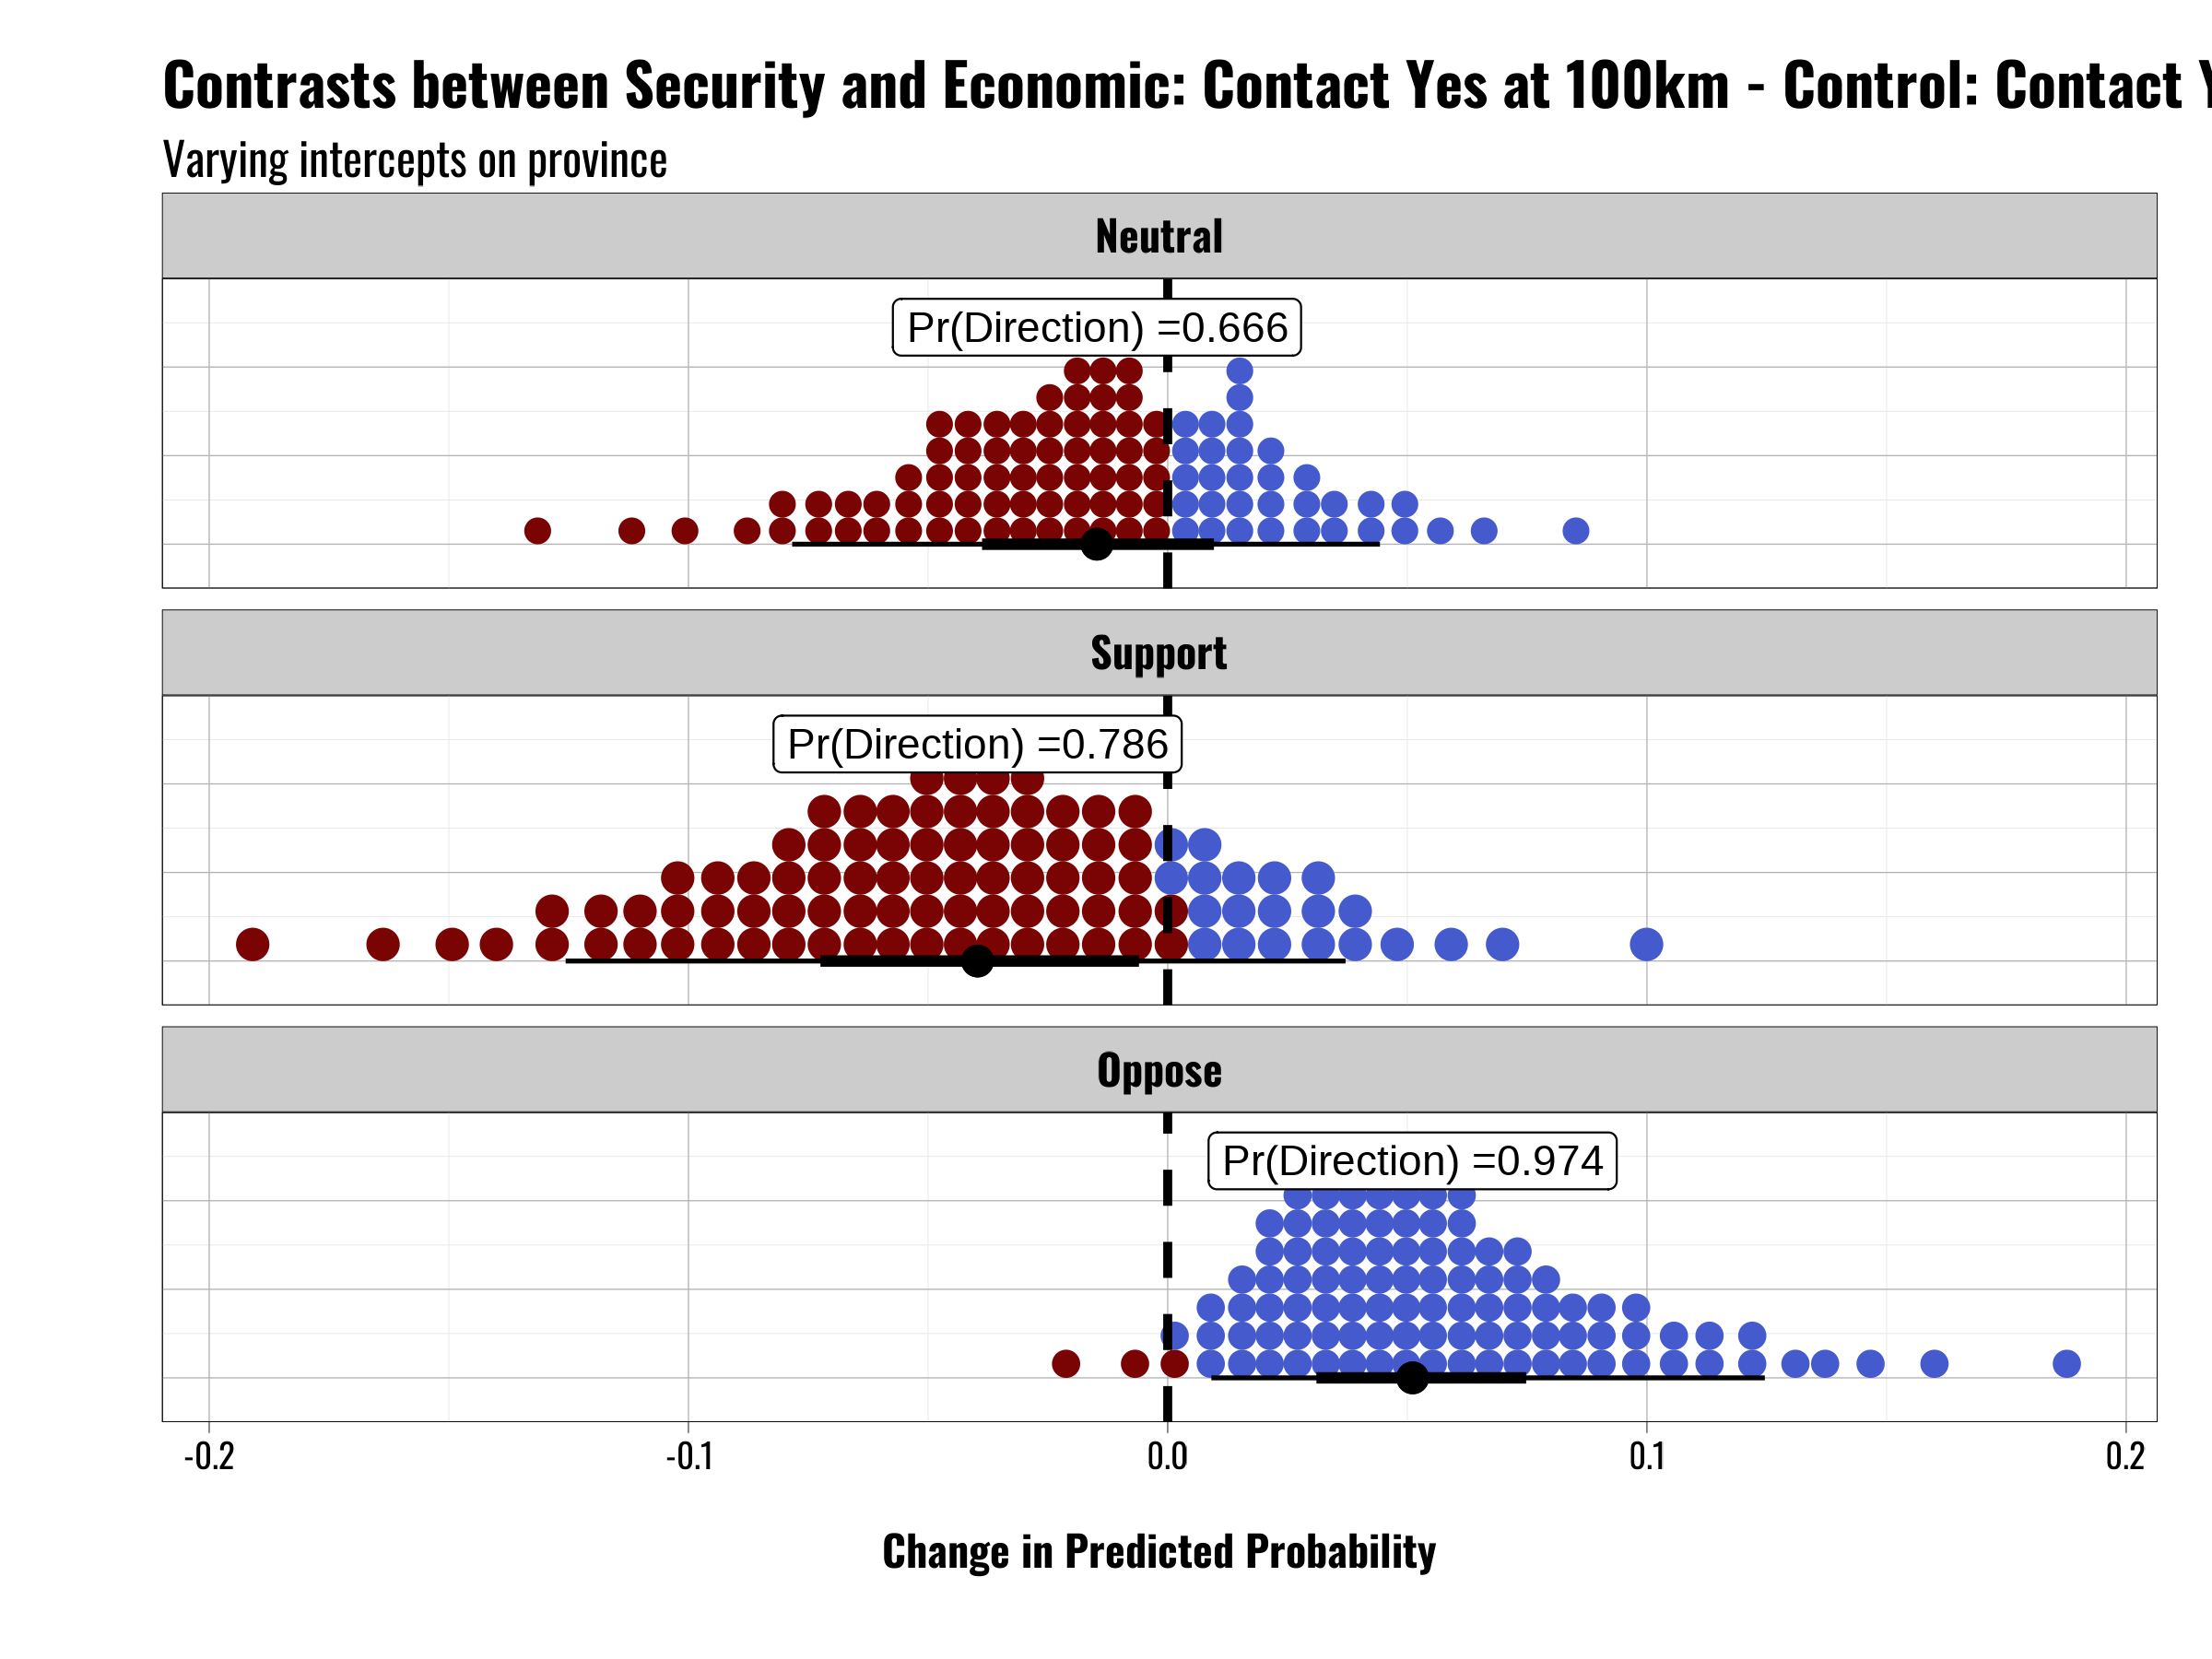 Contrasts between Security and Economic: Contact Yes at 100km - Control: Contact
Varying intercepts on province
Neutral
Pr(Direction) =0.666
Support
Pr(Direction) =0.786
Oppose
Pr(Direction) =0.974
-0.2 -0.1 0.0 0.1 0.2
Change in Predicted Probability